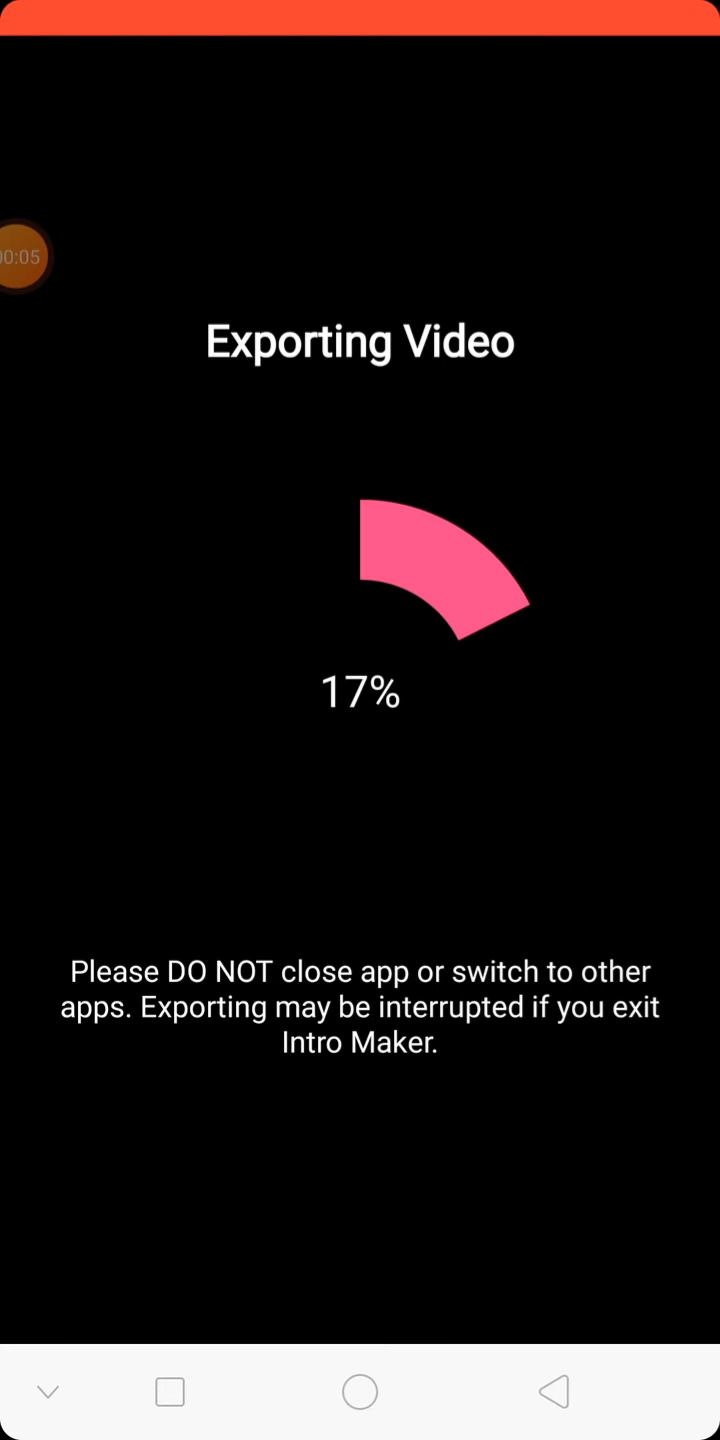 00:05
Exporting Video
17%
Please DO NOT close app or switch to other
apps. Exporting may be interrupted if you exit
Intro Maker.